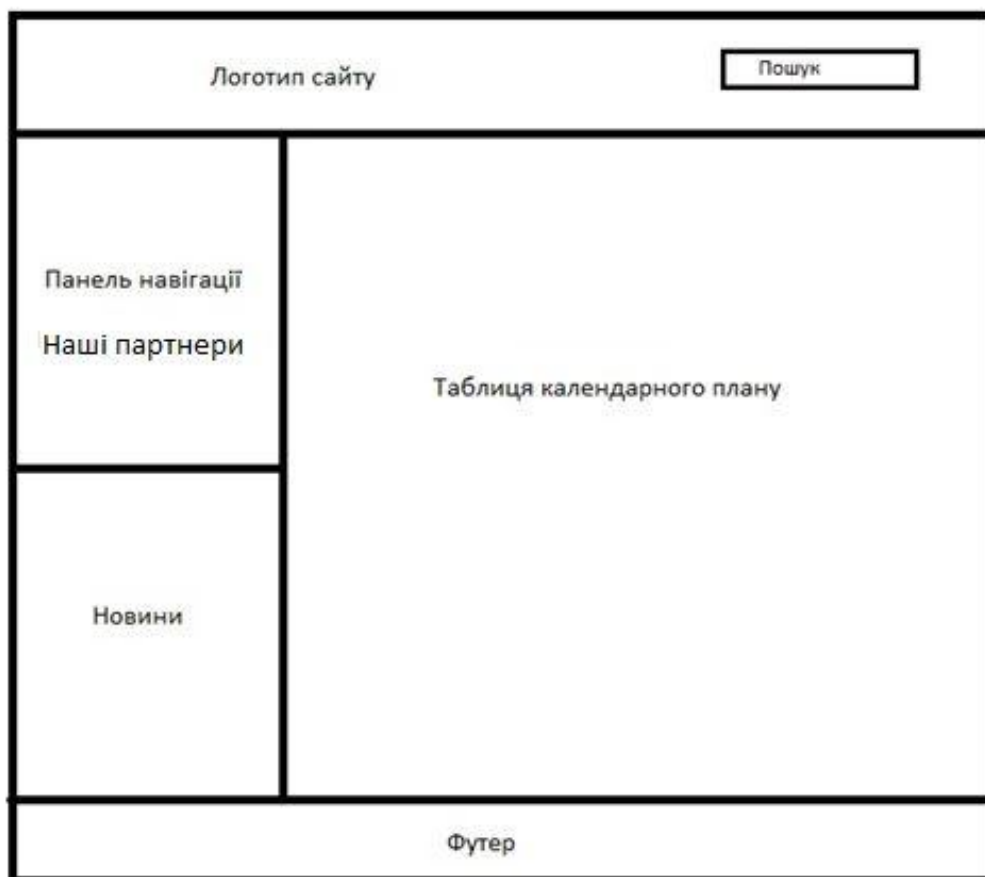 Логотип сайту
Пошук
Панель навігації
Наші партнери
Таблиця календарного плану
Новини
Футер